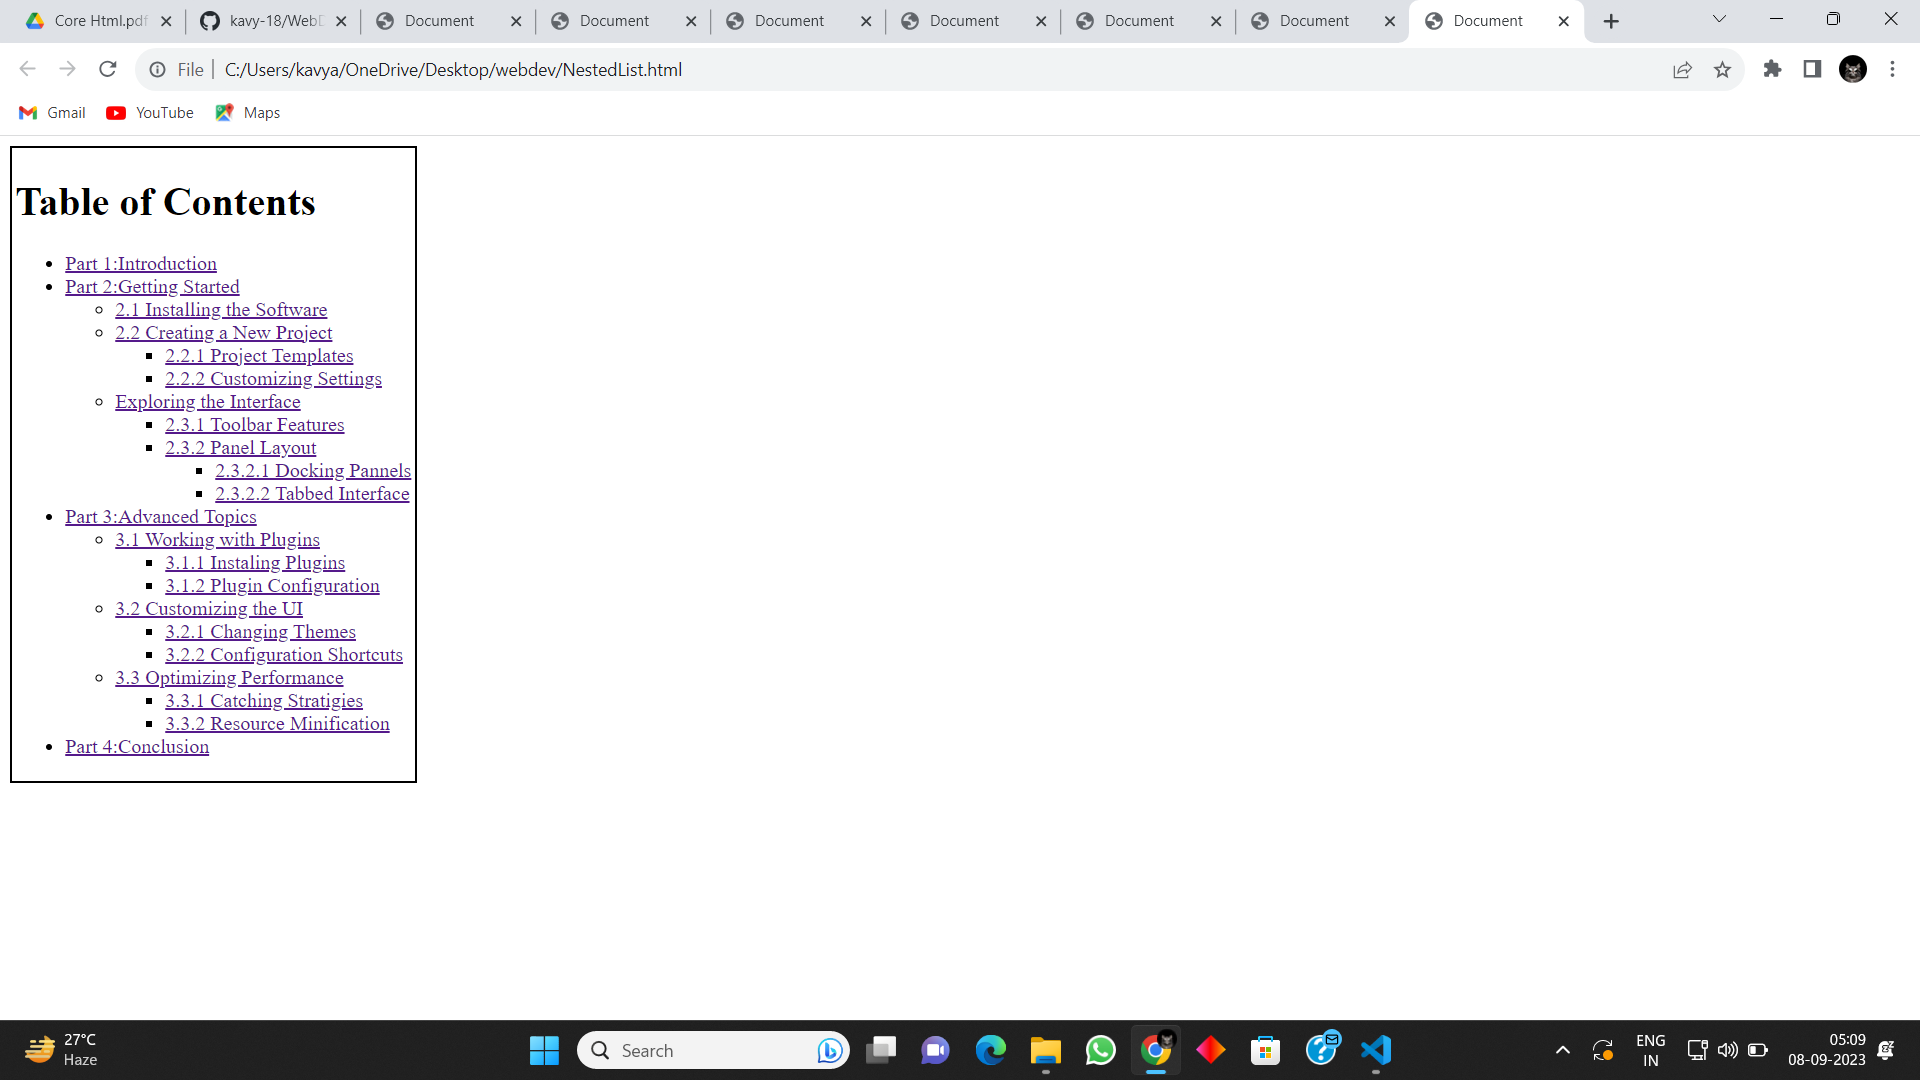 Core Html.pdf
kavy-18/WebD
Document
Document
Document
Document
Document
Document
Document
File
C:/Users/kavya/OneDrive/Desktop/webdev/NestedList.html
Gmail
YouTube
Maps
Table of Contents
Part 1:Introduction
Part 2:Getting Started
2.1 Installing the Software
2.2 Creating a New Project
2.2.1 Project Templates
2.2.2 Customizing Settings
Exploring the Interface
2.3.1 Toolbar Features
2.3.2 Panel Layout
2.3.2.1 Docking Pannels
2.3.2.2 Tabbed Interface
Part 3:Advanced Topics
3.1 Working with Plugins
3.1.1 Instaling Plugins
3.1.2 Plugin Configuration
3.2 Customizing the UI
3.2.1 Changing Themes
3.2.2 Configuration Shortcuts
3.3 Optimizing Performance
3.3.1 Catching Stratigies
3.3.2 Resource Minification
Part 4:Conclusion
27°C
Haze
Search
ENG
IN
05:09
08-09-2023